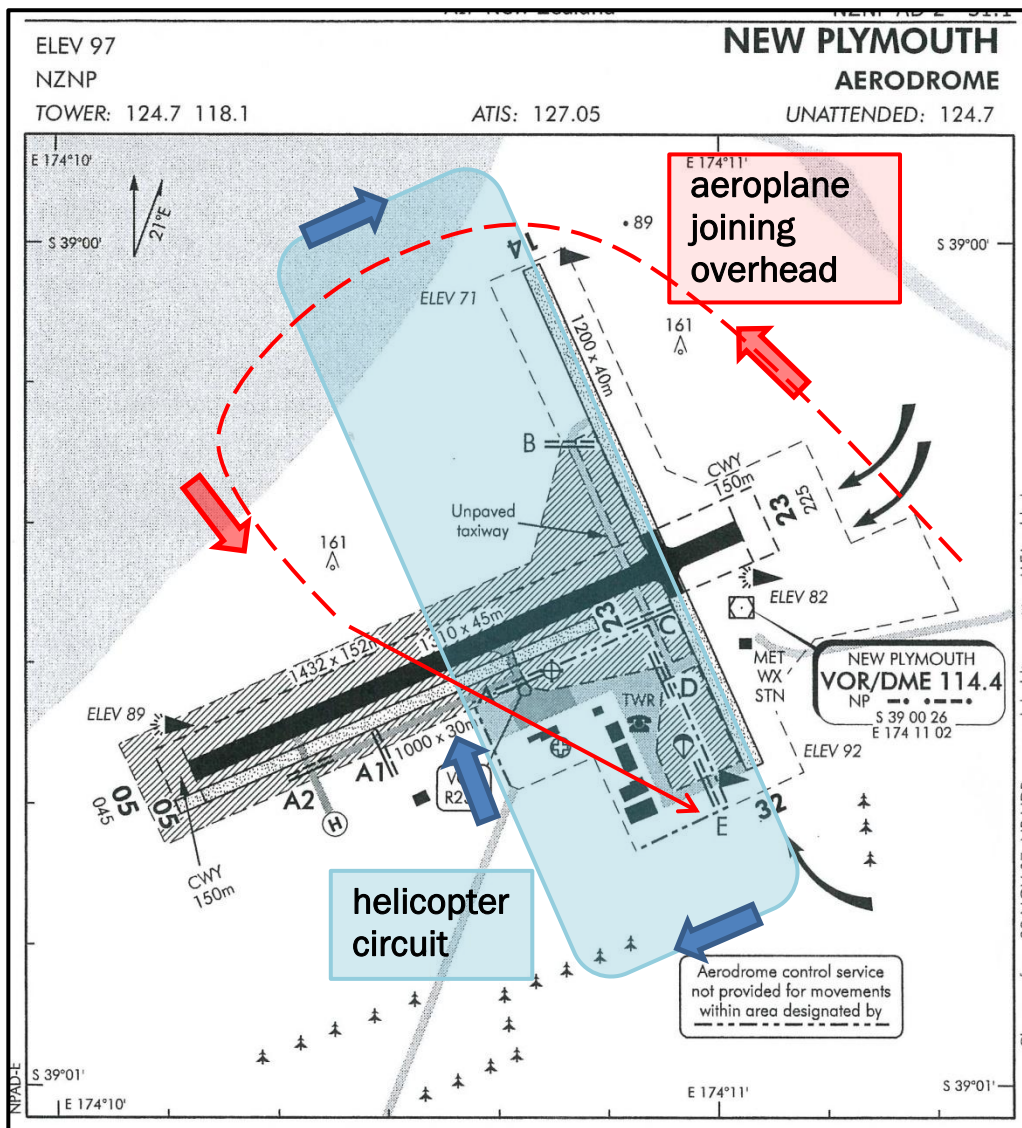 ELEV 97
NEW PLYMOUTH
NZNP
AERODROME
TOWER: 124.7 118.1
ATIS: 127.05
UNATTENDED: 124.7
E 174°10'
E 174°11'
21°E
S 39°00'
S 39°00'
aeroplane
joining
overhead
89
14
ELEV 71
161
1200 x 40m
B
CWY
150m
23
225
Unpaved
taxiway
161
ELEV 82
23
C
1432 x 152m
MET
WX
STN
NEW PLYMOUTH
VOR/DME 114.4
NP
S 39 00 26
E 174 11 02
TWR
D
ELEV 89
ELEV 92
1000 x 30m
A1
A2
H
05
05
045
32
E
CWY
150m
helicopter
circuit
Aerodrome control service
not provided for movements
within area designated by
S 39°01'
S 39°01'
E 174°10'
E 174°11'
NPAD-E